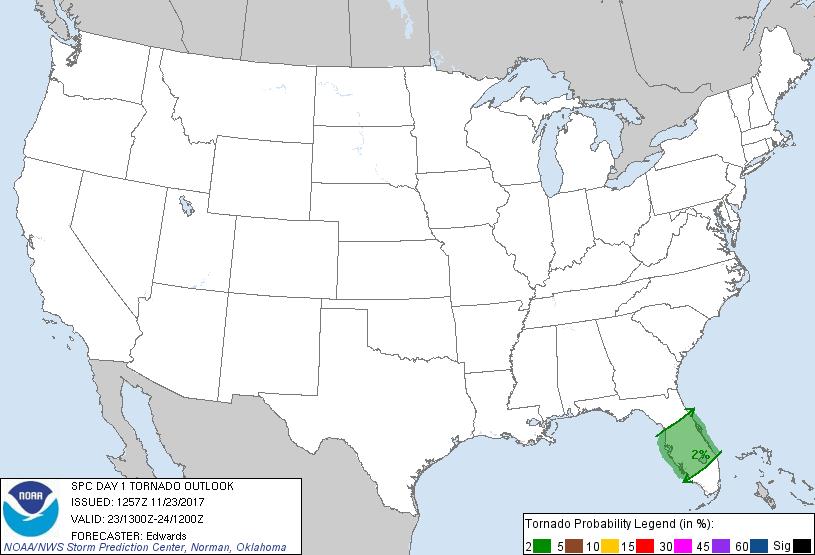 2%
NOAA
SPC DAY 1 TORNADO OUTLOOK
ISSUED: 1257Z 11/23/2017
VALID: 23/1300Z-24/1200Z
FORECASTER: Edwards
NOAA/NWS Storm Prediction Center, Norman, Oklahoma
Tornado Probability Legend (in %):
2 5 10 15 30 45 60 Sig